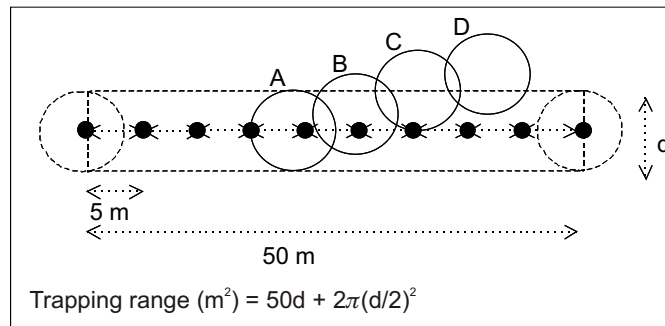 A
B
C
D
d
5 m
50 m
Trapping range (m²) = 50d + 2π(d/2)²